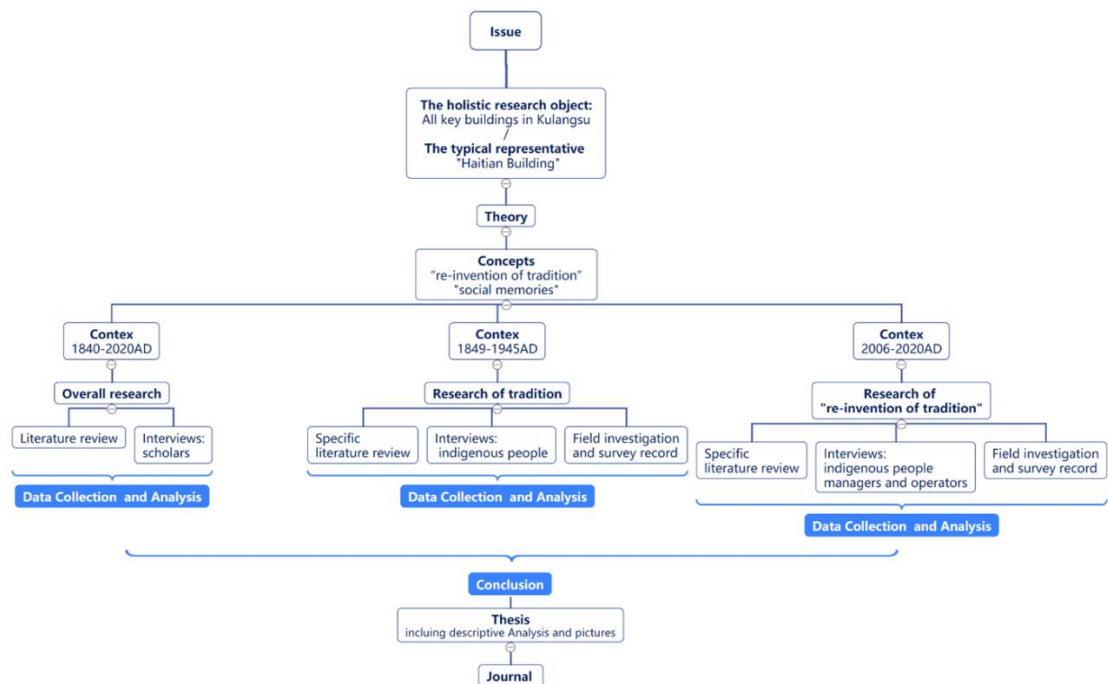 Issue
The holistic research object:
All key buildings in Kulangsu
/
The typical representative
"Haitian Building"
Theory
Concepts
"re-invention of tradition"
"social memories"
Contex
1840-2020AD
Overall research
Literature review
Interviews:
scholars
Data Collection and Analysis
Contex
1849-1945AD
Research of tradition
Specific
literature review
Interviews:
indigenous people
Field investigation
and survey record
Data Collection and Analysis
Contex
2006-2020AD
Research of
"re-invention of tradition"
Specific
literature review
Interviews:
indigenous people
managers and operators
Field investigation
and survey record
Data Collection and Analysis
Conclusion
Thesis
incluing descriptive Analysis and pictures
Journal